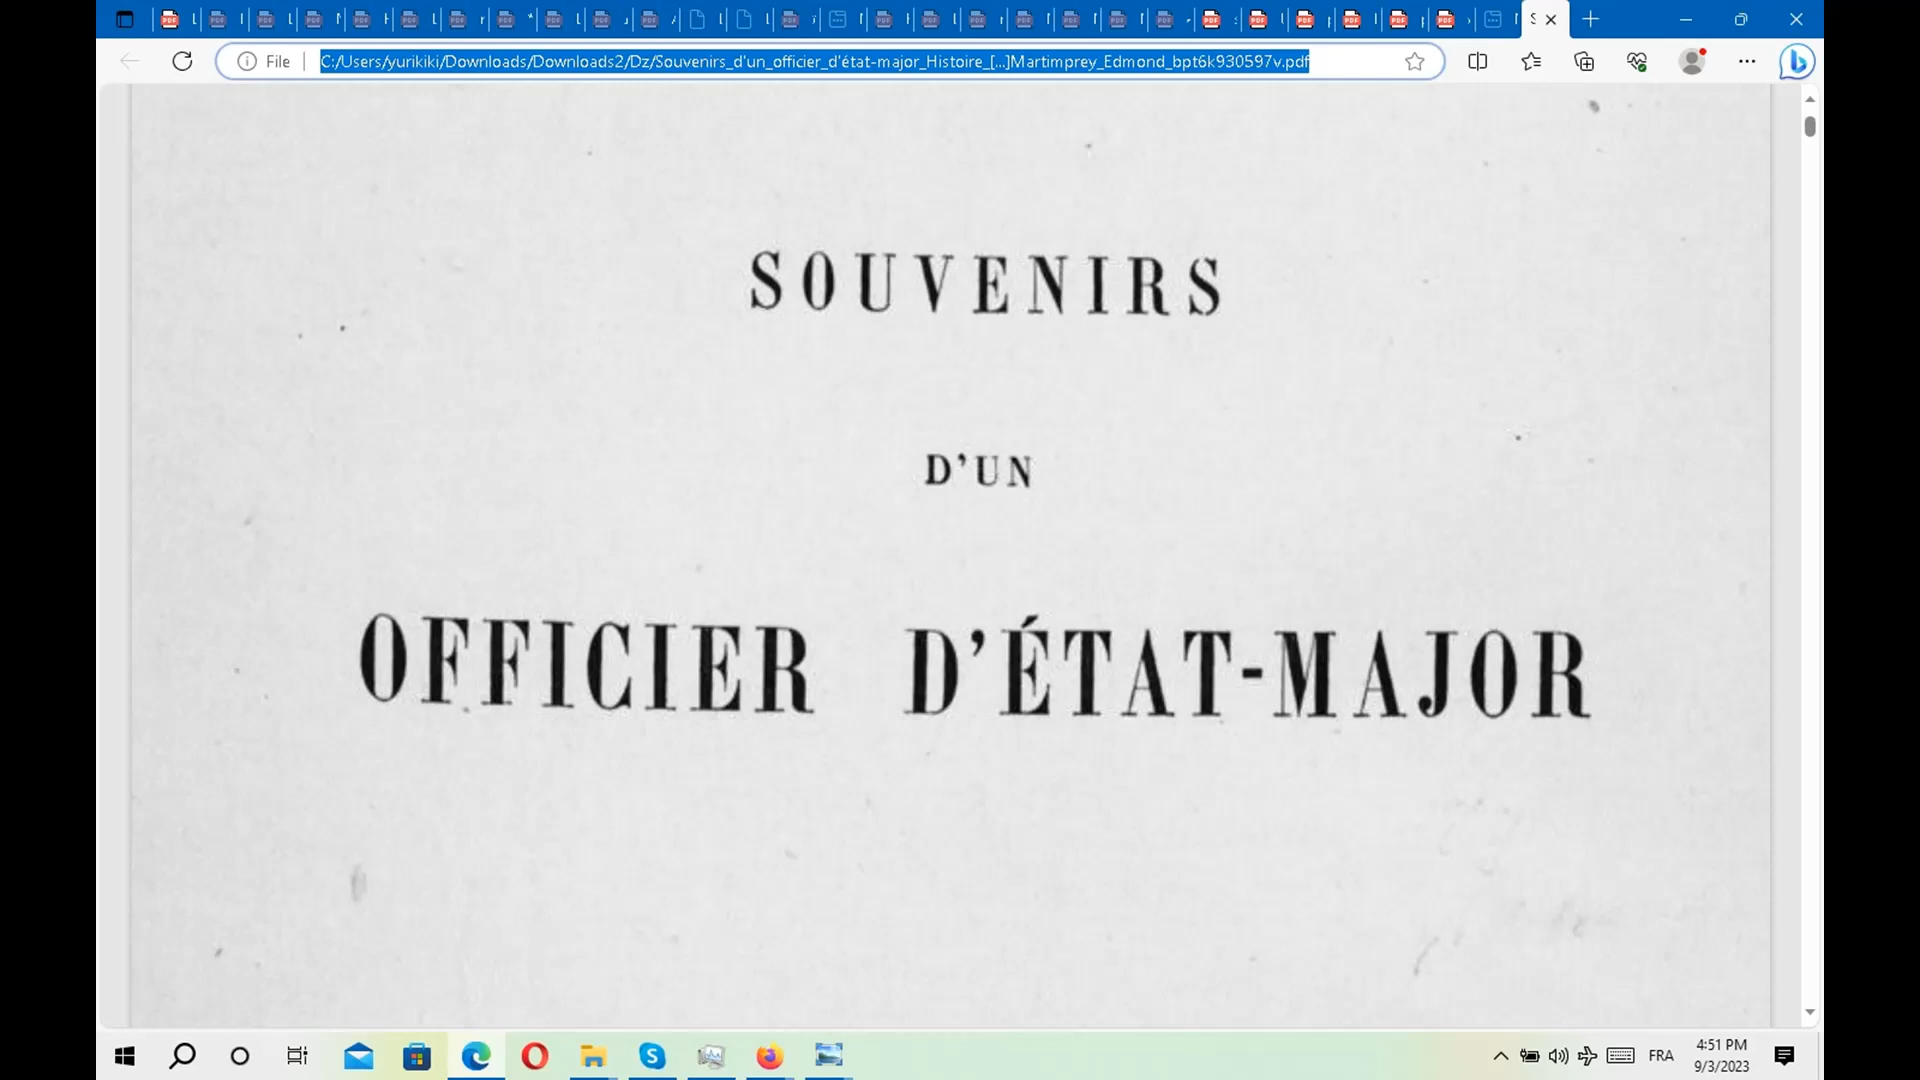 File
C:/Users/yurikiki/Downloads/Downloads2/Dz/Souvenirs_d'un_officier_d'état-major_Histoire_[...]Martimprey_Edmond_bpt6k930597v.pdf
SOUVENIRS
D'UN
OFFICIER D'ÉTAT-MAJOR
FRA
4:51 PM
9/3/2023